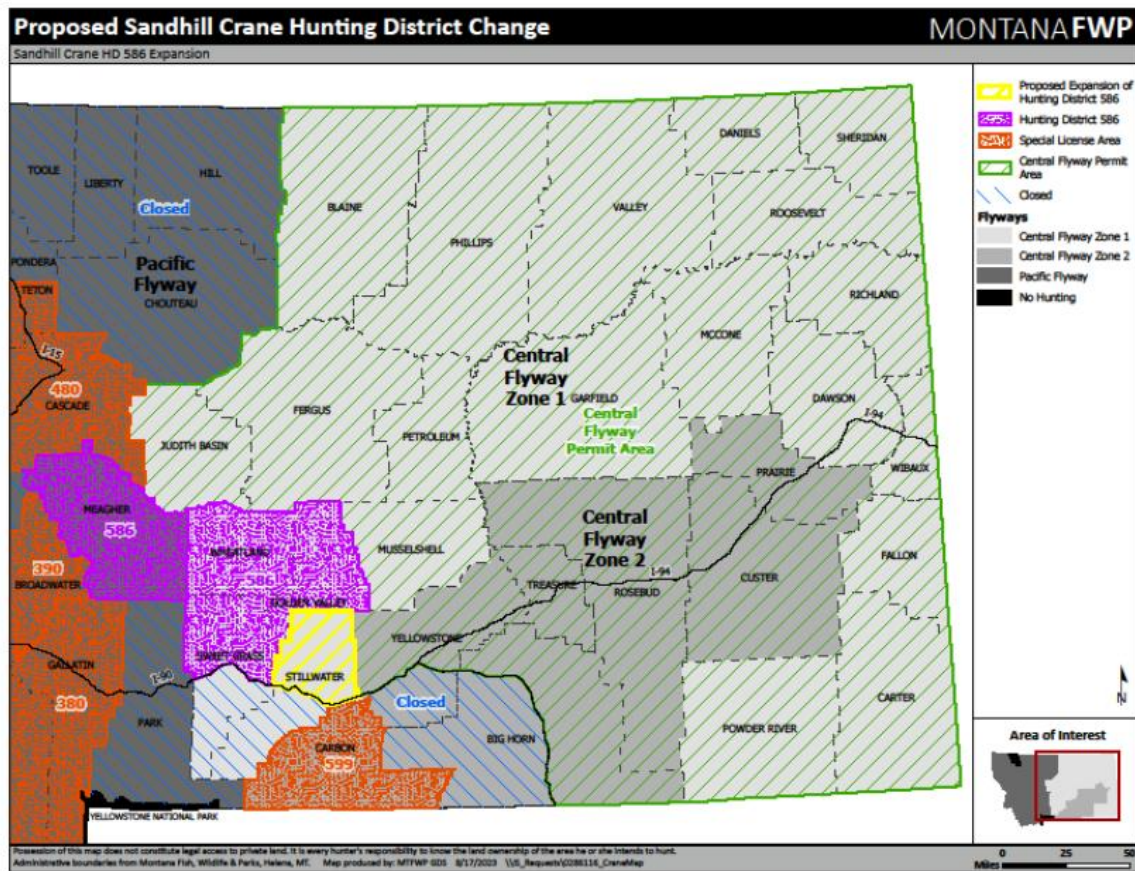 Proposed Sandhill Crane Hunting District Change
MONTANA FWP
Sandhill Crane HD 586 Expansion
Proposed Expansion of
Hunting District 586
Hunting District 586
Special License Area
Central Flyway Permit
Area
Closed
Flyways
Central Flyway Zone 1
Central Flyway Zone 2
Pacific Flyway
No Hunting
DANIELS
SHERIDAN
TOOLE
LIBERTY
HILL
BLAINE
VALLEY
ROOSEVELT
Closed
PHILLIPS
PONDERA
Pacific
Flyway
CHOUTEAU
TETON
RICHLAND
I-15
MCCONE
480
CASCADE
Central
Flyway
Zone 1
GARFIELD
DAWSON
FERGUS
Central
Flyway
Permit Area
PETROLEUM
JUDITH BASIN
I-94
WIBAUX
PRAIRIE
MEAGHER
586
Central
Flyway
Zone 2
MUSSELSHELL
WHEATLAND
586
FALLON
390
BROADWATER
I-94
CUSTER
TREASURE
ROSEBUD
GOLDEN VALLEY
YELLOWSTONE
SWEET GRASS
GALLATIN
I-90
STILLWATER
380
Closed
CARTER
PARK
POWDER RIVER
BIG HORN
CARBON
599
YELLOWSTONE NATIONAL PARK
N
Area of Interest
Possession of this map does not constitute legal access to private land. It is every hunter's responsibility to know the land ownership of the area he or she intends to hunt.
Administrative boundaries from Montana Fish, Wildlife & Parks, Helena, MT. Map produced by: MTFWP GDS 8/17/2023 \\IS_Requests\0286116_CraneMap
0 25 50
Miles